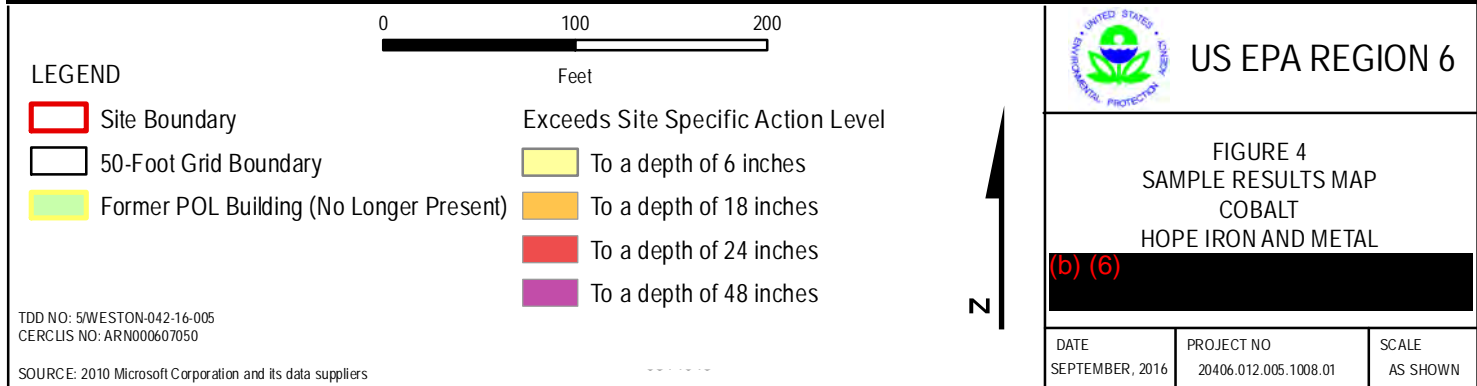 0 100 200
Feet
LEGEND
Site Boundary
50-Foot Grid Boundary
Former POL Building (No Longer Present)
Exceeds Site Specific Action Level
To a depth of 6 inches
To a depth of 18 inches
To a depth of 24 inches
To a depth of 48 inches
N
TDD NO: 5/WESTON-042-16-005
CERCLIS NO: ARN000607050
SOURCE: 2010 Microsoft Corporation and its data suppliers
UNITED STATES
ENVIRONMENTAL PROTECTION AGENCY
US EPA REGION 6
FIGURE 4
SAMPLE RESULTS MAP
COBALT
HOPE IRON AND METAL
(b) (6)
DATE
SEPTEMBER, 2016
PROJECT NO
20406.012.005.1008.01
SCALE
AS SHOWN